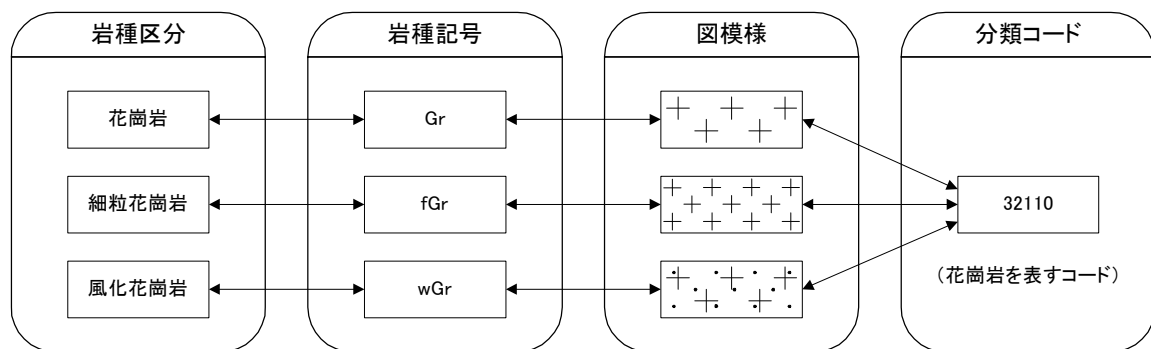 岩種区分
岩種記号
図模様
分類コード
花崗岩
Gr
細粒花崗岩
fGr
32110
風化花崗岩
wGr
（花崗岩を表すコード）